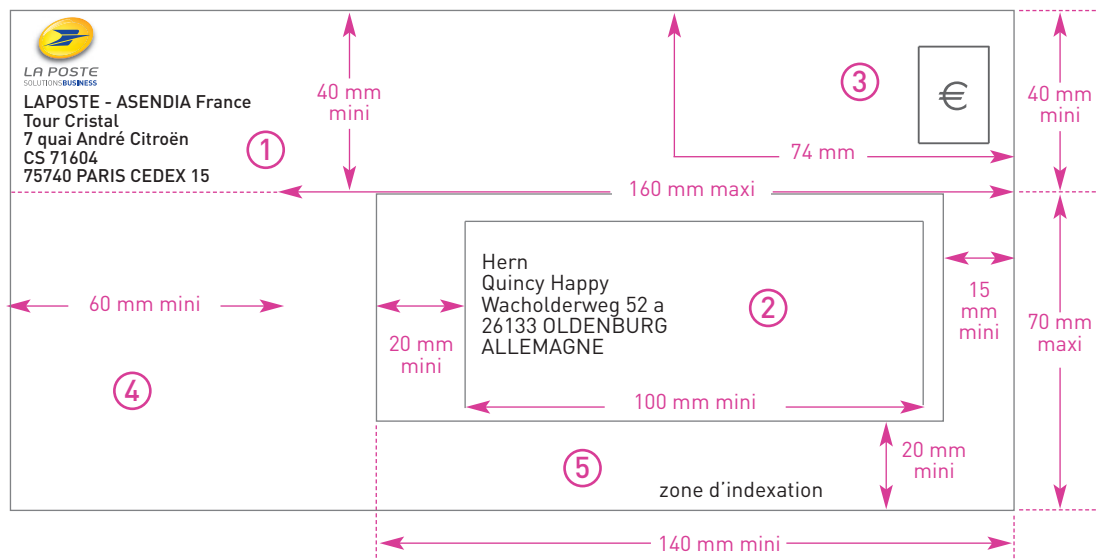 LA POSTE
SOLUTIONS BUSINESS
LAPOSTE - ASENDIA France
Tour Cristal
7 quai André Citroën
CS 71604
75740 PARIS CEDEX 15
1
40 mm
mini
3
€
74 mm
40 mm
mini
160 mm maxi
60 mm mini
4
20 mm
mini
Hern
Quincy Happy
Wacholderweg 52 a
26133 OLDENBURG
ALLEMAGNE
2
100 mm mini
15
mm
mini
70 mm
maxi
5
20 mm
mini
zone d'indexation
140 mm mini